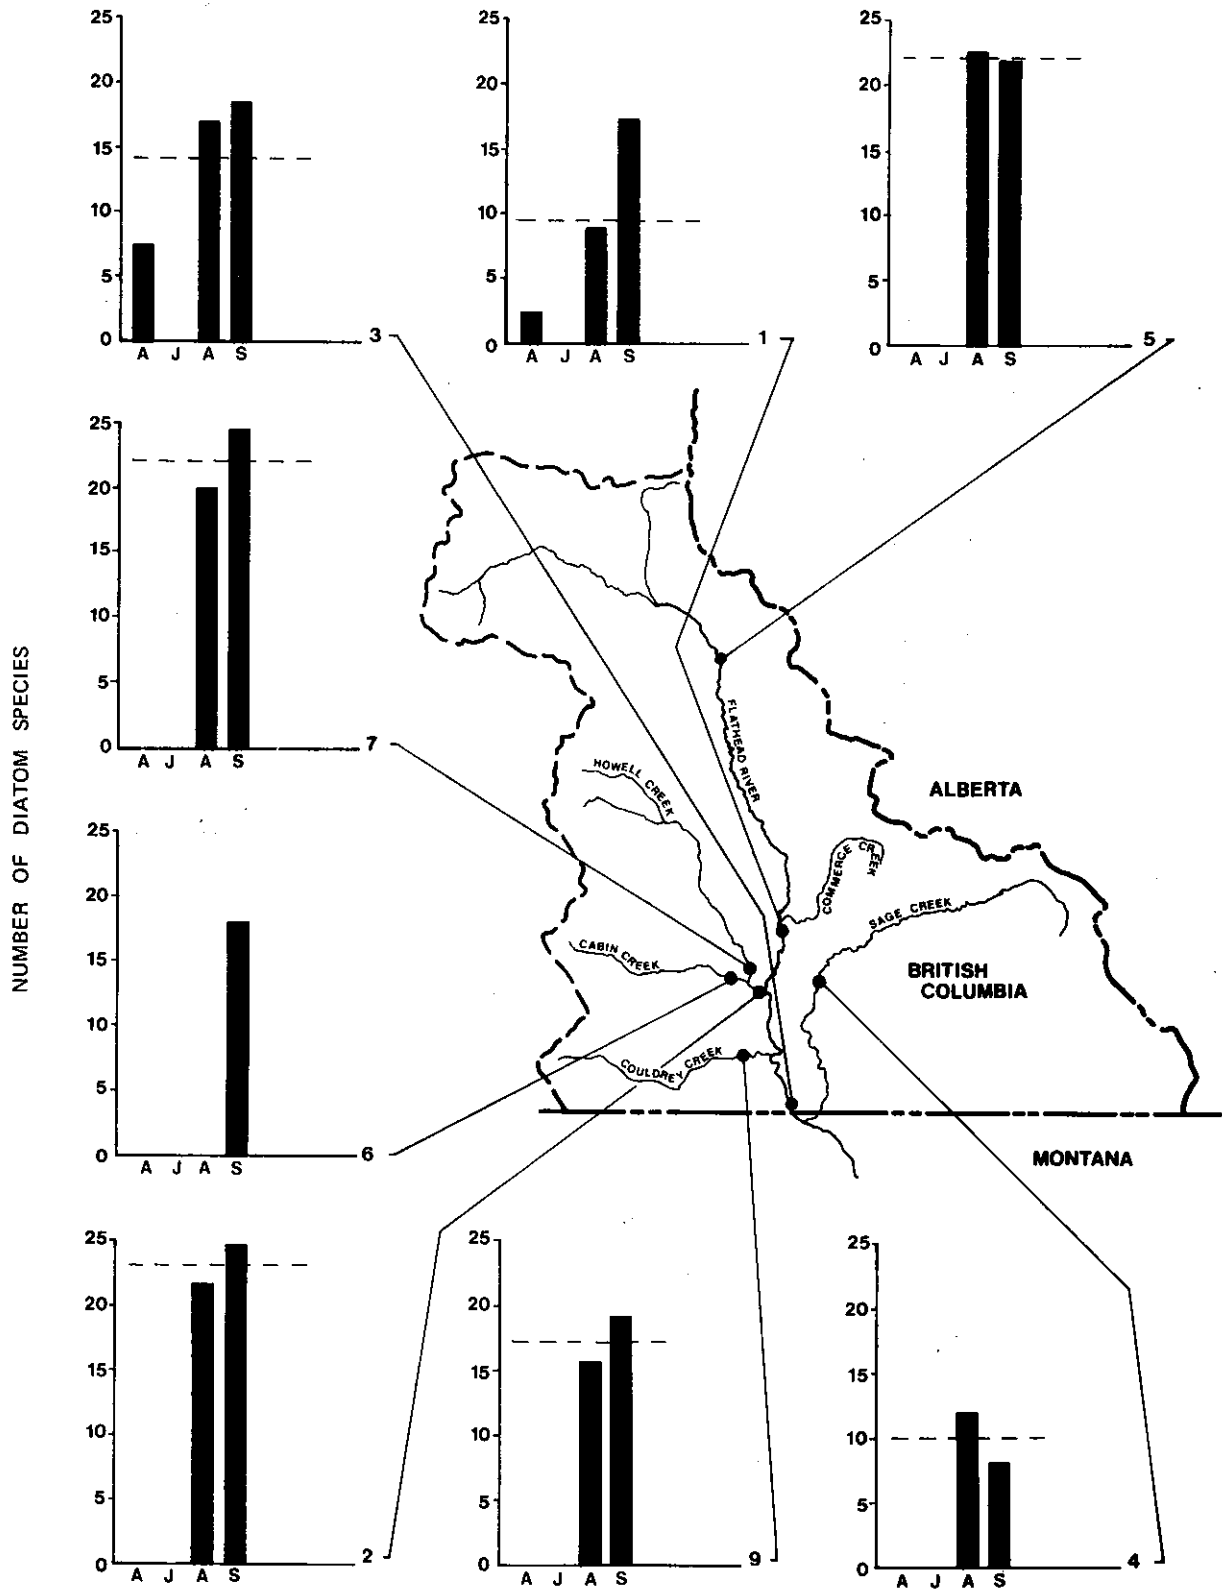 25
20
15
10
5
0
A J A S
3
25
20
15
10
5
0
A J A S
1
25
20
15
10
5
0
A J A S
5
25
20
15
10
5
0
A J A S
7
25
20
15
10
5
0
A J A S
6
25
20
15
10
5
0
A J A S
2
25
20
15
10
5
0
A J A S
9
25
20
15
10
5
0
A J A S
4
NUMBER OF DIATOM SPECIES
FLATHEAD RIVER
HOWELL CREEK
ALBERTA
COMMERCE CREEK
SAGE CREEK
CABIN CREEK
BRITISH
COLUMBIA
COULDREY CREEK
MONTANA